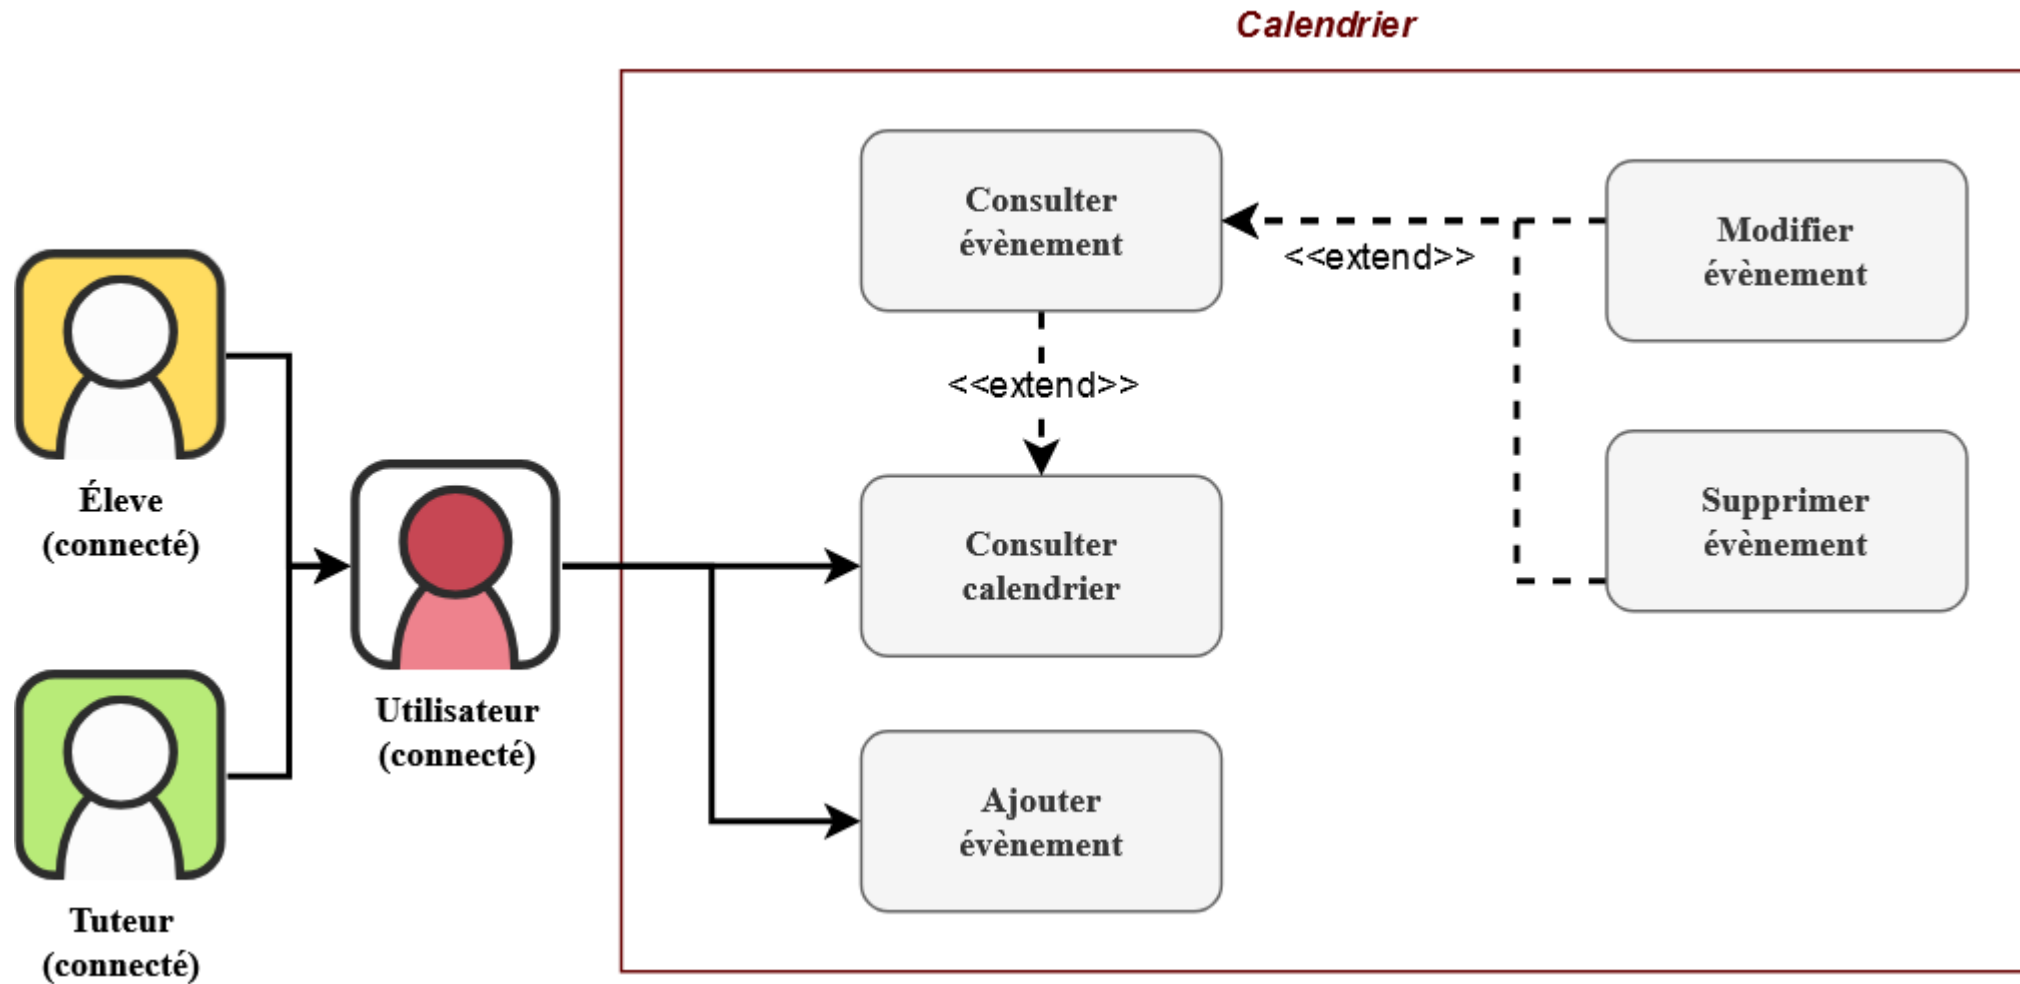 Calendrier
Consulter
évènement
<<extend>>
Modifier
évènement
<<extend>>
Éleve
(connecté)
Supprimer
évènement
Consulter
calendrier
Utilisateur
(connecté)
Ajouter
évènement
Tuteur
(connecté)